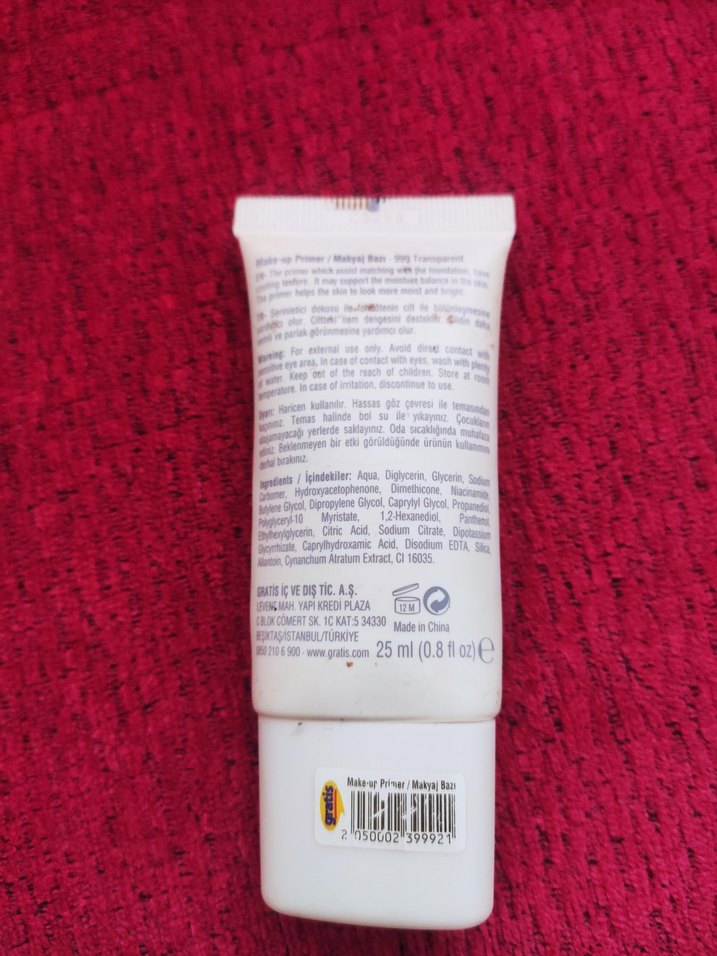 Make-up Primer / Makyaj Bazı - 999 Transparent
EN- The primer which assist matching with the foundation, have
cooling texture. It may support the moisture balance in the skin.
The primer helps the skin to look more moist and bright.
TR- Serinletici dokusu ile fondötenin cilt ile bütünleşmesine
yardımcı olur. Ciltteki nem dengesini destekler. Cildin daha
nemli ve parlak görünmesine yardımcı olur.
Warning: For external use only. Avoid direct contact with
sensitive eye area. In case of contact with eyes, wash with plenty
of water. Keep out of the reach of children. Store at room
temperature. In case of irritation, discontinue to use.
Uyarı: Haricen kullanılır. Hassas göz çevresi ile temasından
kaçınınız. Temas halinde bol su ile yıkayınız. Çocukların
ulaşamayacağı yerlerde saklayınız. Oda sıcaklığında muhafaza
ediniz. Beklenmeyen bir etki görüldüğünde ürünün kullanımını
derhal bırakınız.
Ingredients / İçindekiler: Aqua, Diglycerin, Glycerin, Sodium
Carbomer, Hydroxyacetophenone, Dimethicone, Niacinamide,
Butylene Glycol, Dipropylene Glycol, Caprylyl Glycol, Propanediol,
Polyglyceryl-10 Myristate, 1,2-Hexanediol, Panthenol,
Ethylhexylglycerin, Citric Acid, Sodium Citrate, Dipotassium
Glycyrrhizate, Caprylhydroxamic Acid, Disodium EDTA, Silica,
Allantoin, Cynanchum Atratum Extract, CI 16035.
GRATİS İÇ VE DIŞ TİC. A.Ş.
LEVENT MAH. YAPI KREDİ PLAZA
C BLOK CÖMERT SK. 1C KAT:5 34330
BEŞİKTAŞ/İSTANBUL/TÜRKİYE
0850 210 6 900 - www.gratis.com
12 M
Made in China
25 ml (0.8 fl oz) e
Make-up Primer / Makyaj Bazı
gratis
2 050002 399921